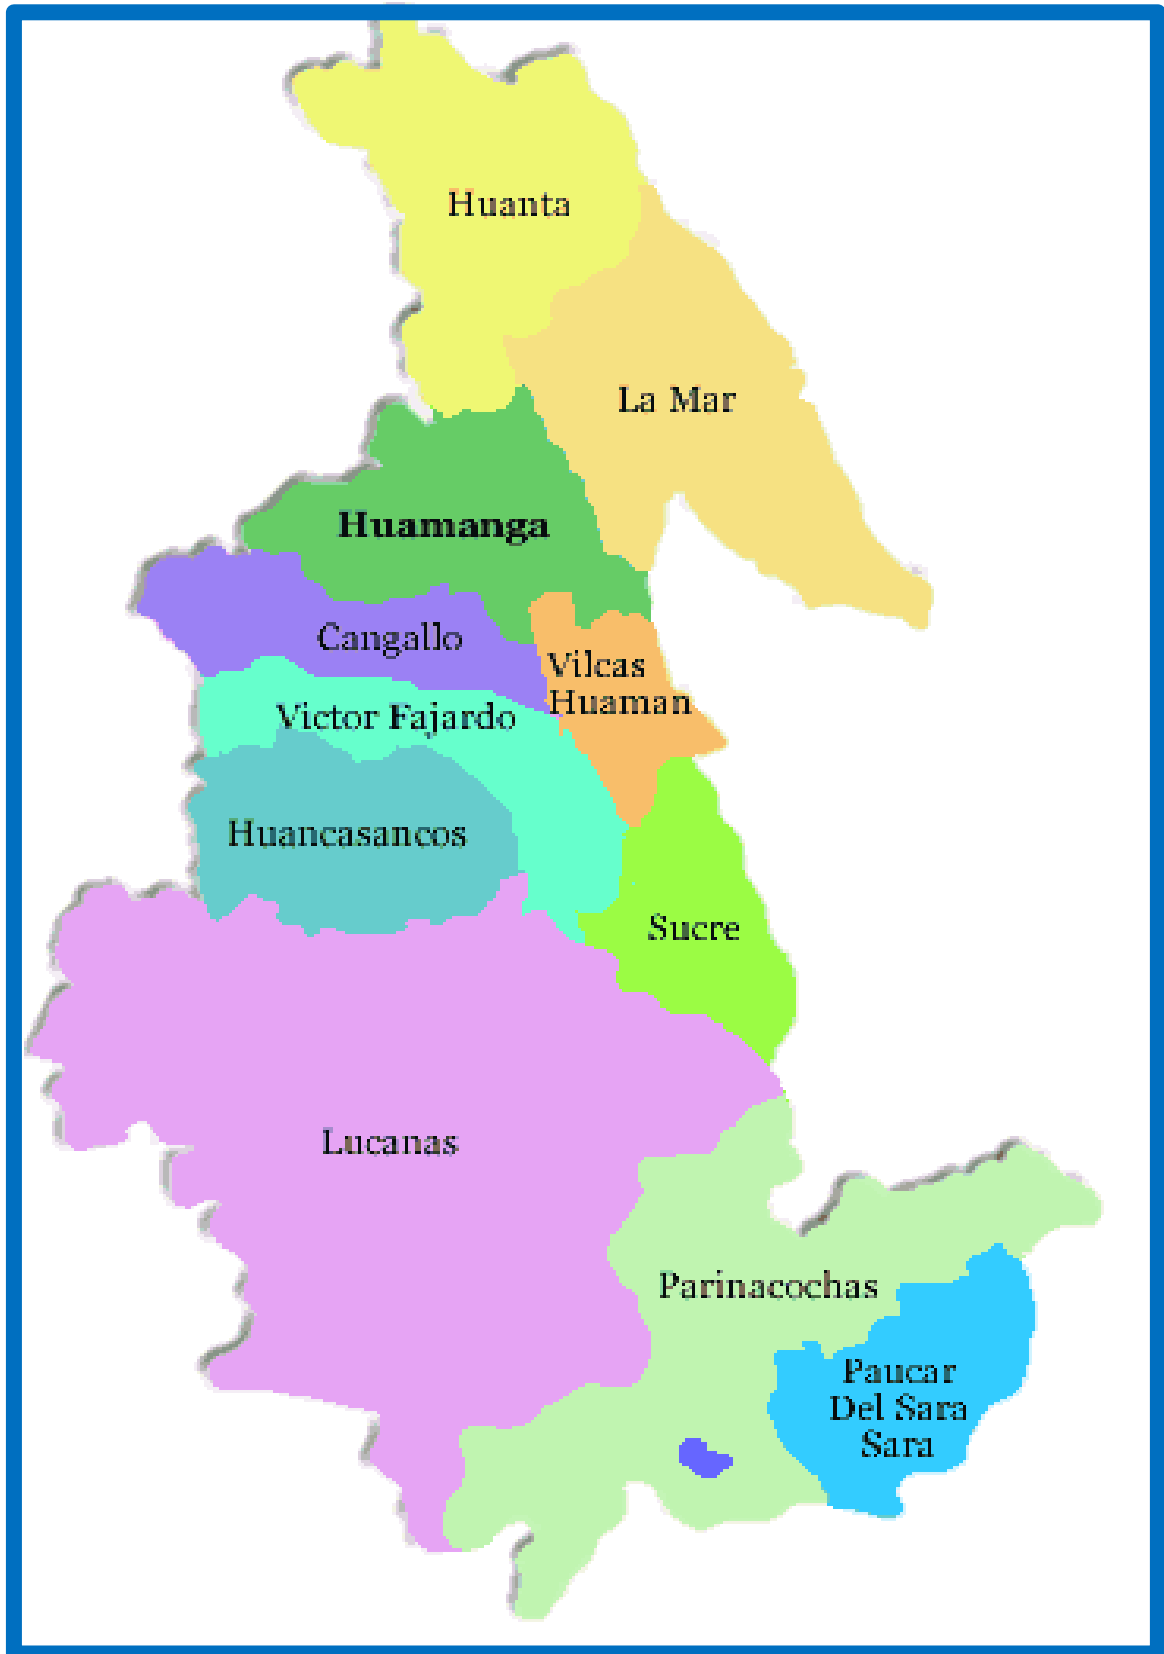 Huanta
La Mar
Huamanga
Cangallo
Vilcas
Huaman
Victor Fajardo
Huancasancos
Sucre
Lucanas
Parinacochas
Paucar
Del Sara
Sara